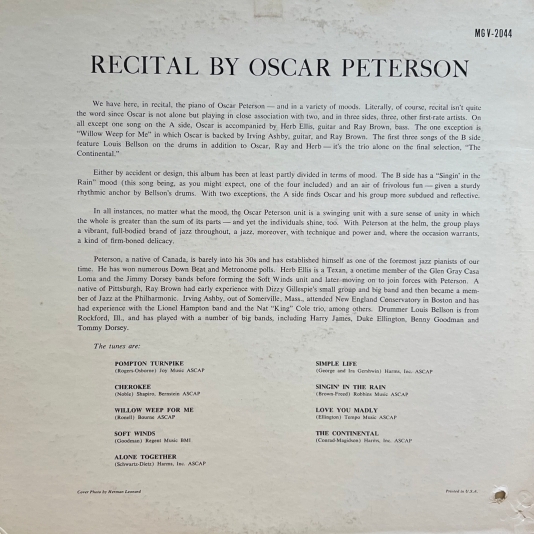 MG V-2044
RECITAL BY OSCAR PETERSON
We have here, in recital, the piano of Oscar Peterson — and in a variety of moods. Literally, of course, recital isn't quite
the word since Oscar is not alone but playing in close association with two, and in three sides, three, other first-rate artists. On
all except one song on the A side, Oscar is accompanied by Herb Ellis, guitar and Ray Brown, bass. The one exception is
"Willow Weep for Me" in which Oscar is backed by Irving Ashby, guitar, and Ray Brown. The first three songs of the B side
feature Louis Bellson on the drums in addition to Oscar, Ray and Herb — it's the trio alone on the final selection, "The
Continental."
Either by accident or design, this album has been at least partly divided in terms of mood. The B side has a "Singin' in the
Rain" mood (this song being, as you might expect, one of the four included) and an air of frivolous fun — given a sturdy
rhythmic anchor by Bellson's drums. With two exceptions, the A side finds Oscar and his group more subdued and reflective.
In all instances, no matter what the mood, the Oscar Peterson unit is a swinging unit with a sure sense of unity in which
the whole is greater than the sum of its parts — and yet the individuals shine, too. With Peterson at the helm, the group plays
a vibrant, full-bodied brand of jazz throughout, a jazz, moreover, with technique and power and, where the occasion warrants,
a kind of firm-boned delicacy.
Peterson, a native of Canada, is barely into his 30s and has established himself as one of the foremost jazz pianists of our
time. He has won numerous Down Beat and Metronome polls. Herb Ellis is a Texan, a onetime member of the Glen Gray Casa
Loma and the Jimmy Dorsey bands before forming the Soft Winds unit and later moving on to join forces with Peterson. A
native of Pittsburgh, Ray Brown had early experience with Dizzy Gillespie's small group and big band and then became a mem-
ber of Jazz at the Philharmonic. Irving Ashby, out of Somerville, Mass., attended New England Conservatory in Boston and has
had experience with the Lionel Hampton band and the Nat "King" Cole trio, among others. Drummer Louis Bellson is from
Rockford, Ill., and has played with a number of big bands, including Harry James, Duke Ellington, Benny Goodman and
Tommy Dorsey.
The tunes are:
POMPTON TURNPIKE
(Rogers-Osborne) Joy Music ASCAP
CHEROKEE
(Noble) Shapiro, Bernstein ASCAP
WILLOW WEEP FOR ME
(Ronell) Bourne ASCAP
SOFT WINDS
(Goodman) Regent Music BMI
ALONE TOGETHER
(Schwartz-Dietz) Harms, Inc. ASCAP
SIMPLE LIFE
(George and Ira Gershwin) Harms, Inc. ASCAP
SINGIN' IN THE RAIN
(Brown-Freed) Robbins Music ASCAP
LOVE YOU MADLY
(Ellington) Tempo Music ASCAP
THE CONTINENTAL
(Conrad-Magidson) Harms, Inc. ASCAP
Cover Photo by Herman Leonard
Printed in U.S.A.